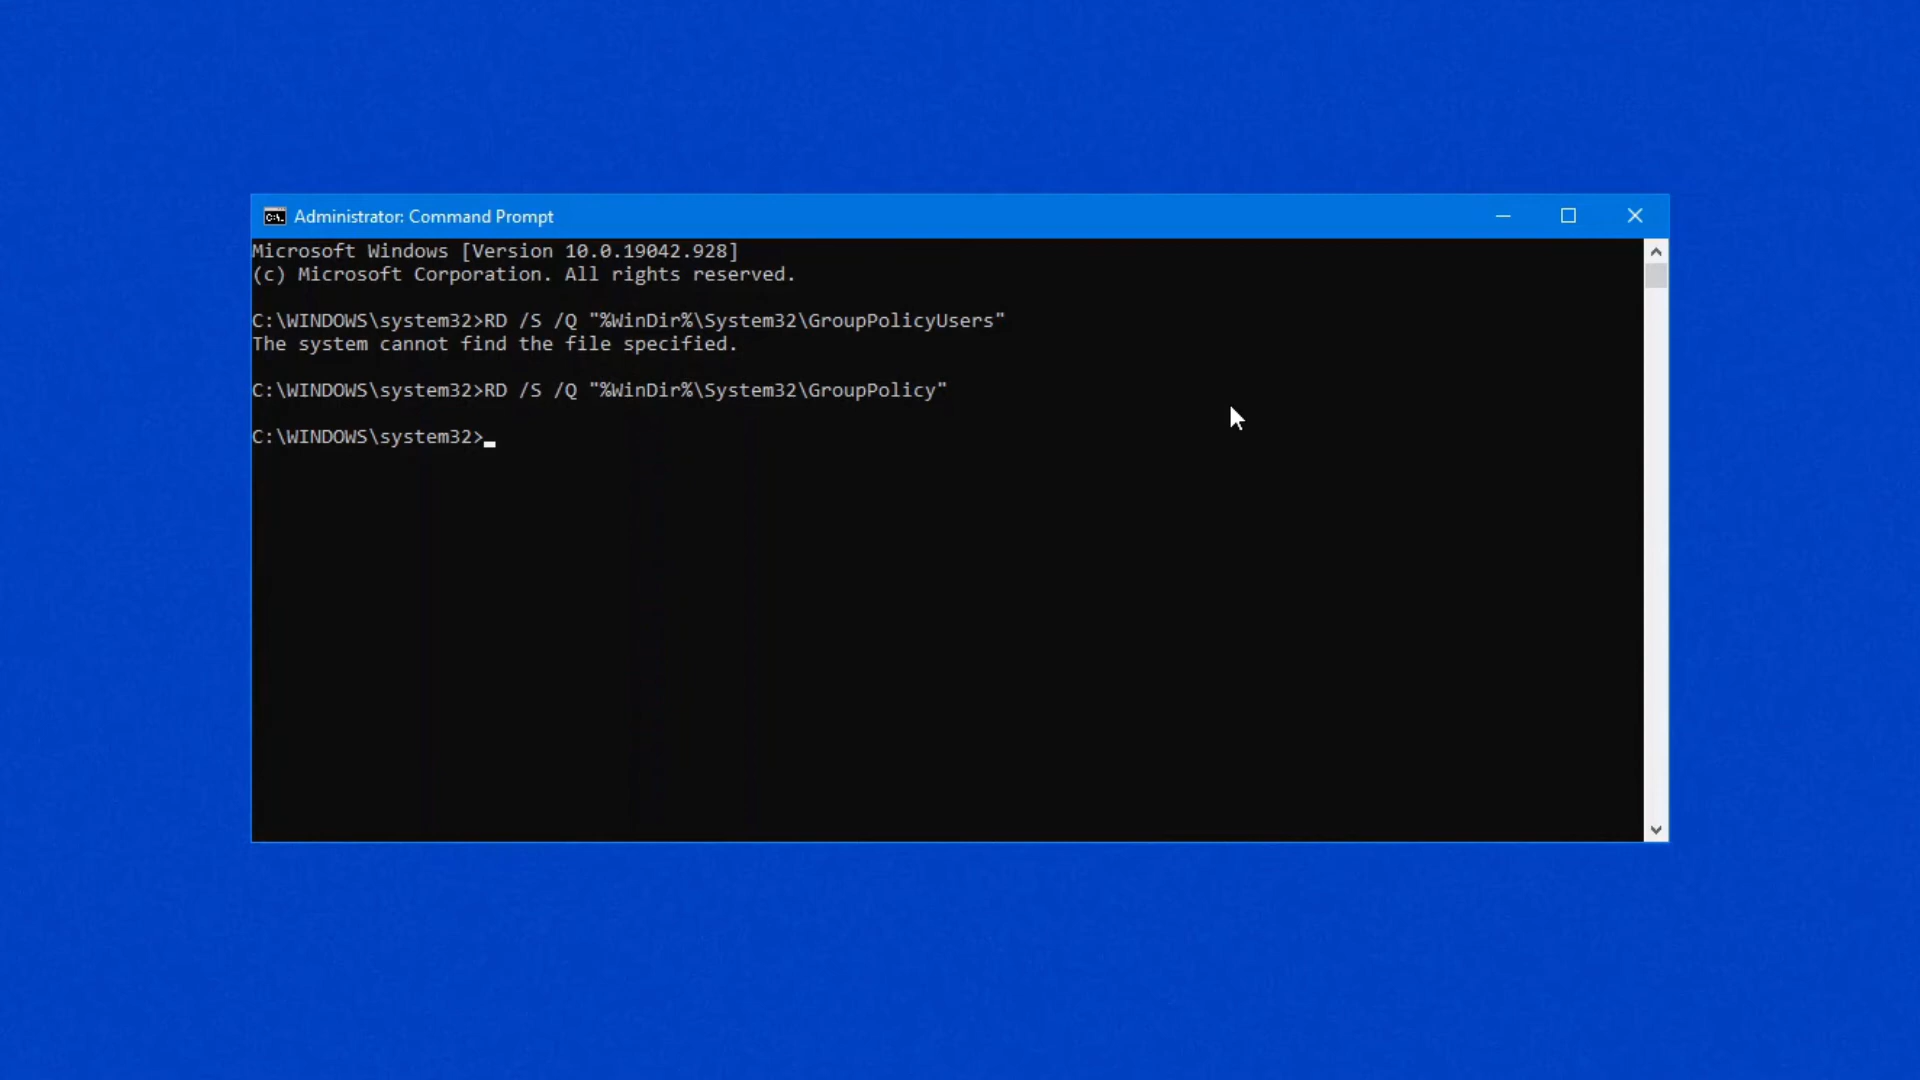 Administrator: Command Prompt
Microsoft Windows [Version 10.0.19042.928]
(c) Microsoft Corporation. All rights reserved.
C:\WINDOWS\system32>RD /S /Q "%WinDir%\System32\GroupPolicyUsers"
The system cannot find the file specified.
C:\WINDOWS\system32>RD /S /Q "%WinDir%\System32\GroupPolicy"
C:\WINDOWS\system32>